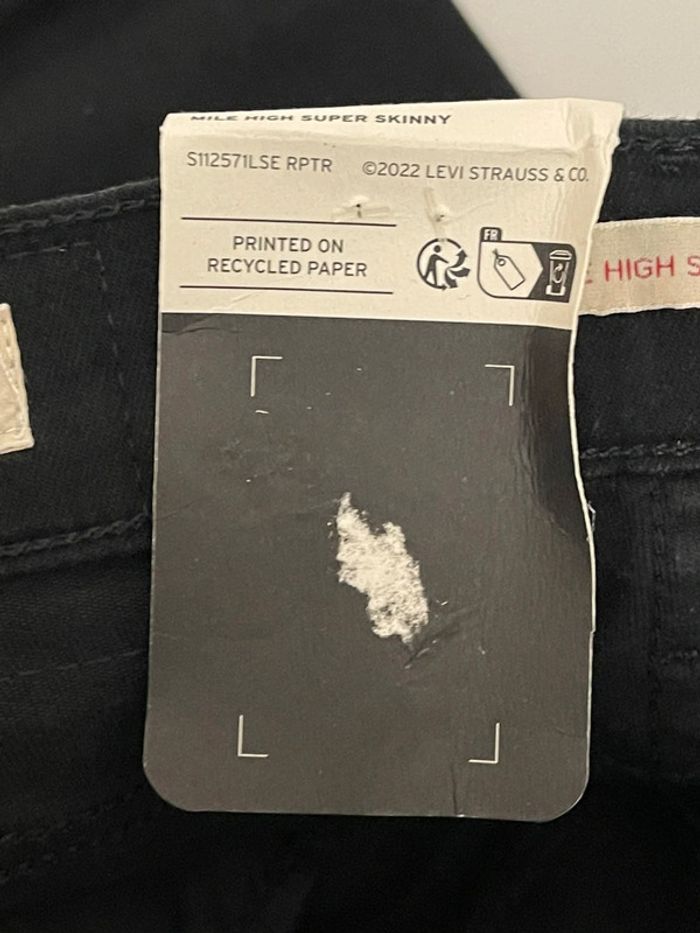 MILE HIGH SUPER SKINNY
S112571LSE RPTR ©2022 LEVI STRAUSS & CO.
PRINTED ON
RECYCLED PAPER
FR
HIGH S